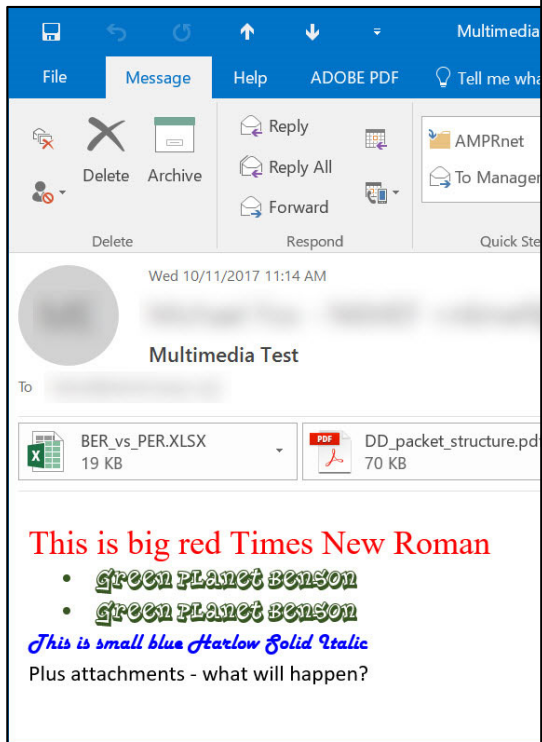 Multimedia
File Message Help ADOBE PDF Tell me wha
Reply
Reply All
Forward
Delete Archive
AMPRnet
To Manager
Delete Respond Quick Ste
Wed 10/11/2017 11:14 AM
Multimedia Test
To
BER_vs_PER.XLSX
19 KB
PDF
DD_packet_structure.pdf
70 KB
This is big red Times New Roman
• Green Planet Benson
• Green Planet Benson
This is small blue Harlow Solid Italic
Plus attachments - what will happen?